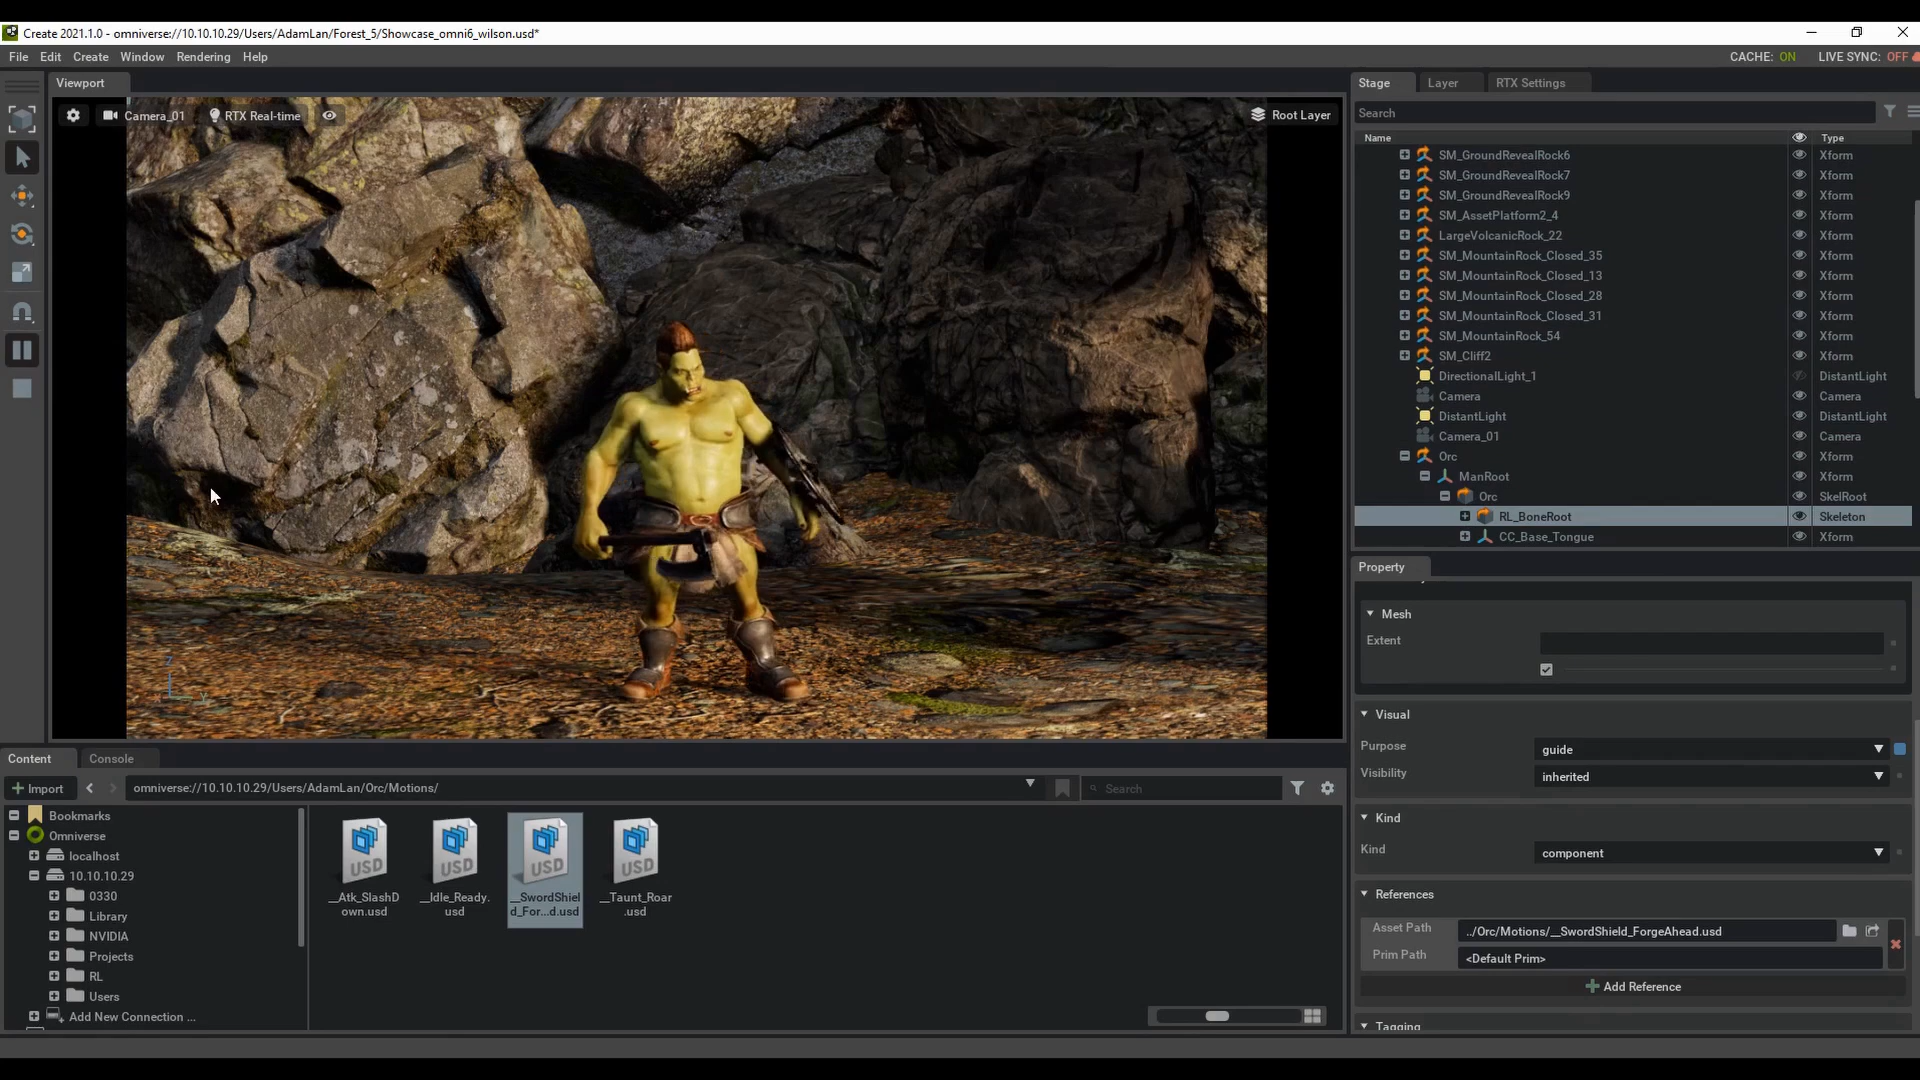 Create 2021.1.0 - omniverse://10.10.10.29/Users/AdamLan/Forest_5/Showcase_omni6_wilson.usd*
File Edit Create Window Rendering Help
CACHE: ON LIVE SYNC: OFF
Viewport
Camera_01 RTX Real-time
Root Layer
Stage Layer RTX Settings
Search
Name Type
SM_GroundRevealRock6 Xform
SM_GroundRevealRock7 Xform
SM_GroundRevealRock9 Xform
SM_AssetPlatform2_4 Xform
LargeVolcanicRock_22 Xform
SM_MountainRock_Closed_35 Xform
SM_MountainRock_Closed_13 Xform
SM_MountainRock_Closed_28 Xform
SM_MountainRock_Closed_31 Xform
SM_MountainRock_54 Xform
SM_Cliff2 Xform
DirectionalLight_1 DistantLight
Camera Camera
DistantLight DistantLight
Camera_01 Camera
Orc Xform
ManRoot Xform
Orc SkelRoot
RL_BoneRoot Skeleton
CC_Base_Tongue Xform
Property
Mesh
Extent
Visual
Purpose guide
Visibility inherited
Kind
Kind component
References
Asset Path ../Orc/Motions/__SwordShield_ForgeAhead.usd
Prim Path <Default Prim>
Add Reference
Tagging
Z
Y
Content Console
Import omniverse://10.10.10.29/Users/AdamLan/Orc/Motions/ Search
Bookmarks
Omniverse
localhost
10.10.10.29
0330
Library
NVIDIA
Projects
RL
Users
Add New Connection ...
USD USD USD USD
__Atk_SlashD
own.usd
__Idle_Ready.
usd
__SwordShiel
d_For...d.usd
__Taunt_Roar
.usd